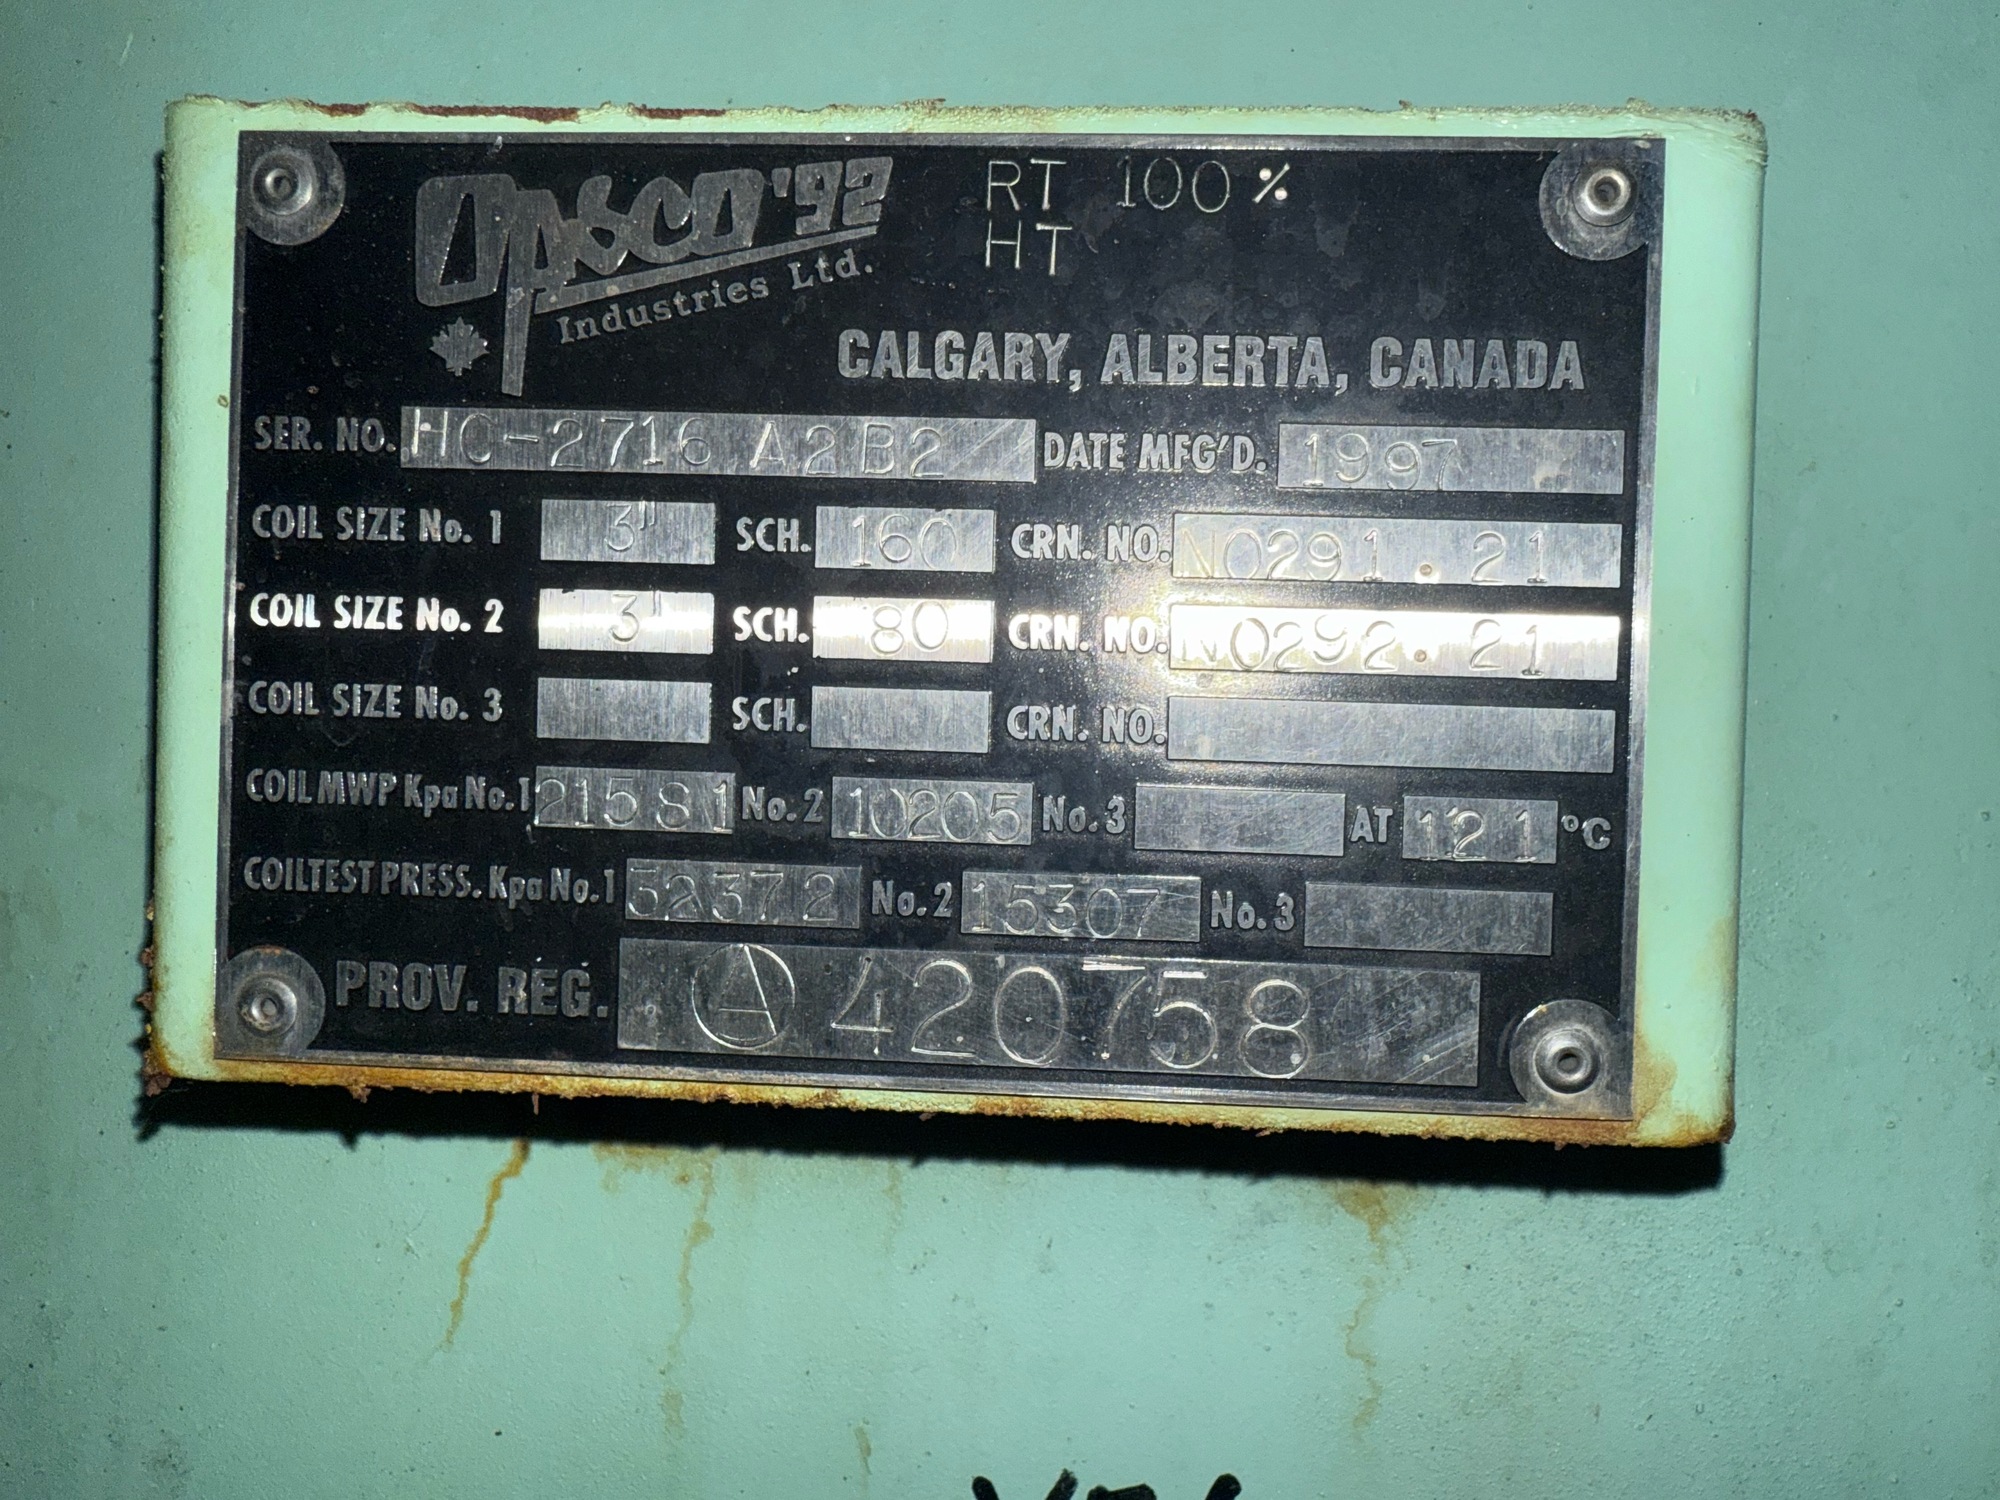 OPASCO '92
Industries Ltd.
RT 100%
HT
CALGARY, ALBERTA, CANADA
SER. NO. HC-2716 A2B2 DATE MFG'D. 1997
COIL SIZE No. 1 3" SCH. 160 CRN. NO. N0291.21
COIL SIZE No. 2 3" SCH. 80 CRN. NO. N0292.21
COIL SIZE No. 3 SCH. CRN. NO.
COIL MWP Kpa No. 1 21581 No. 2 10205 No. 3 AT 121 °C
COIL TEST PRESS. Kpa No. 1 32372 No. 2 15307 No. 3
PROV. REG. Ⓐ 420758